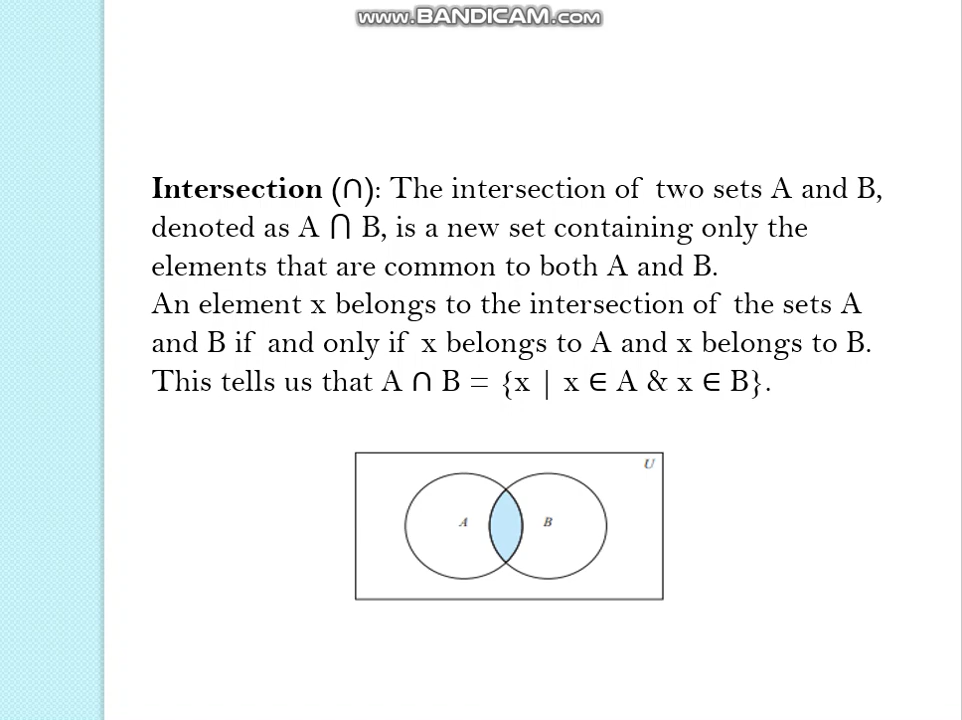 www.BANDICAM.com
Intersection (∩): The intersection of two sets A and B,
denoted as A ⋂ B, is a new set containing only the
elements that are common to both A and B.
An element x belongs to the intersection of the sets A
and B if and only if x belongs to A and x belongs to B.
This tells us that A ∩ B = {x | x ∈ A & x ∈ B}.
U
A B